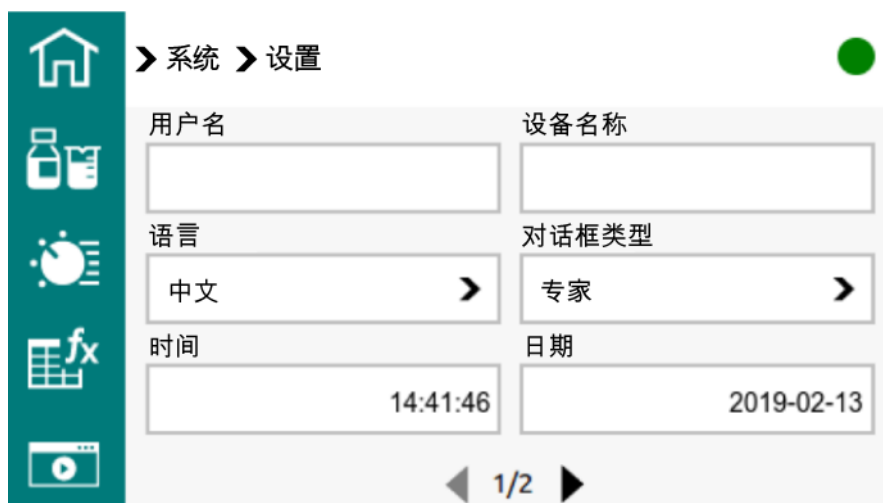 系统 设置
用户名
设备名称
语言
对话框类型
中文
专家
时间
日期
14:41:46
2019-02-13
fx
1/2